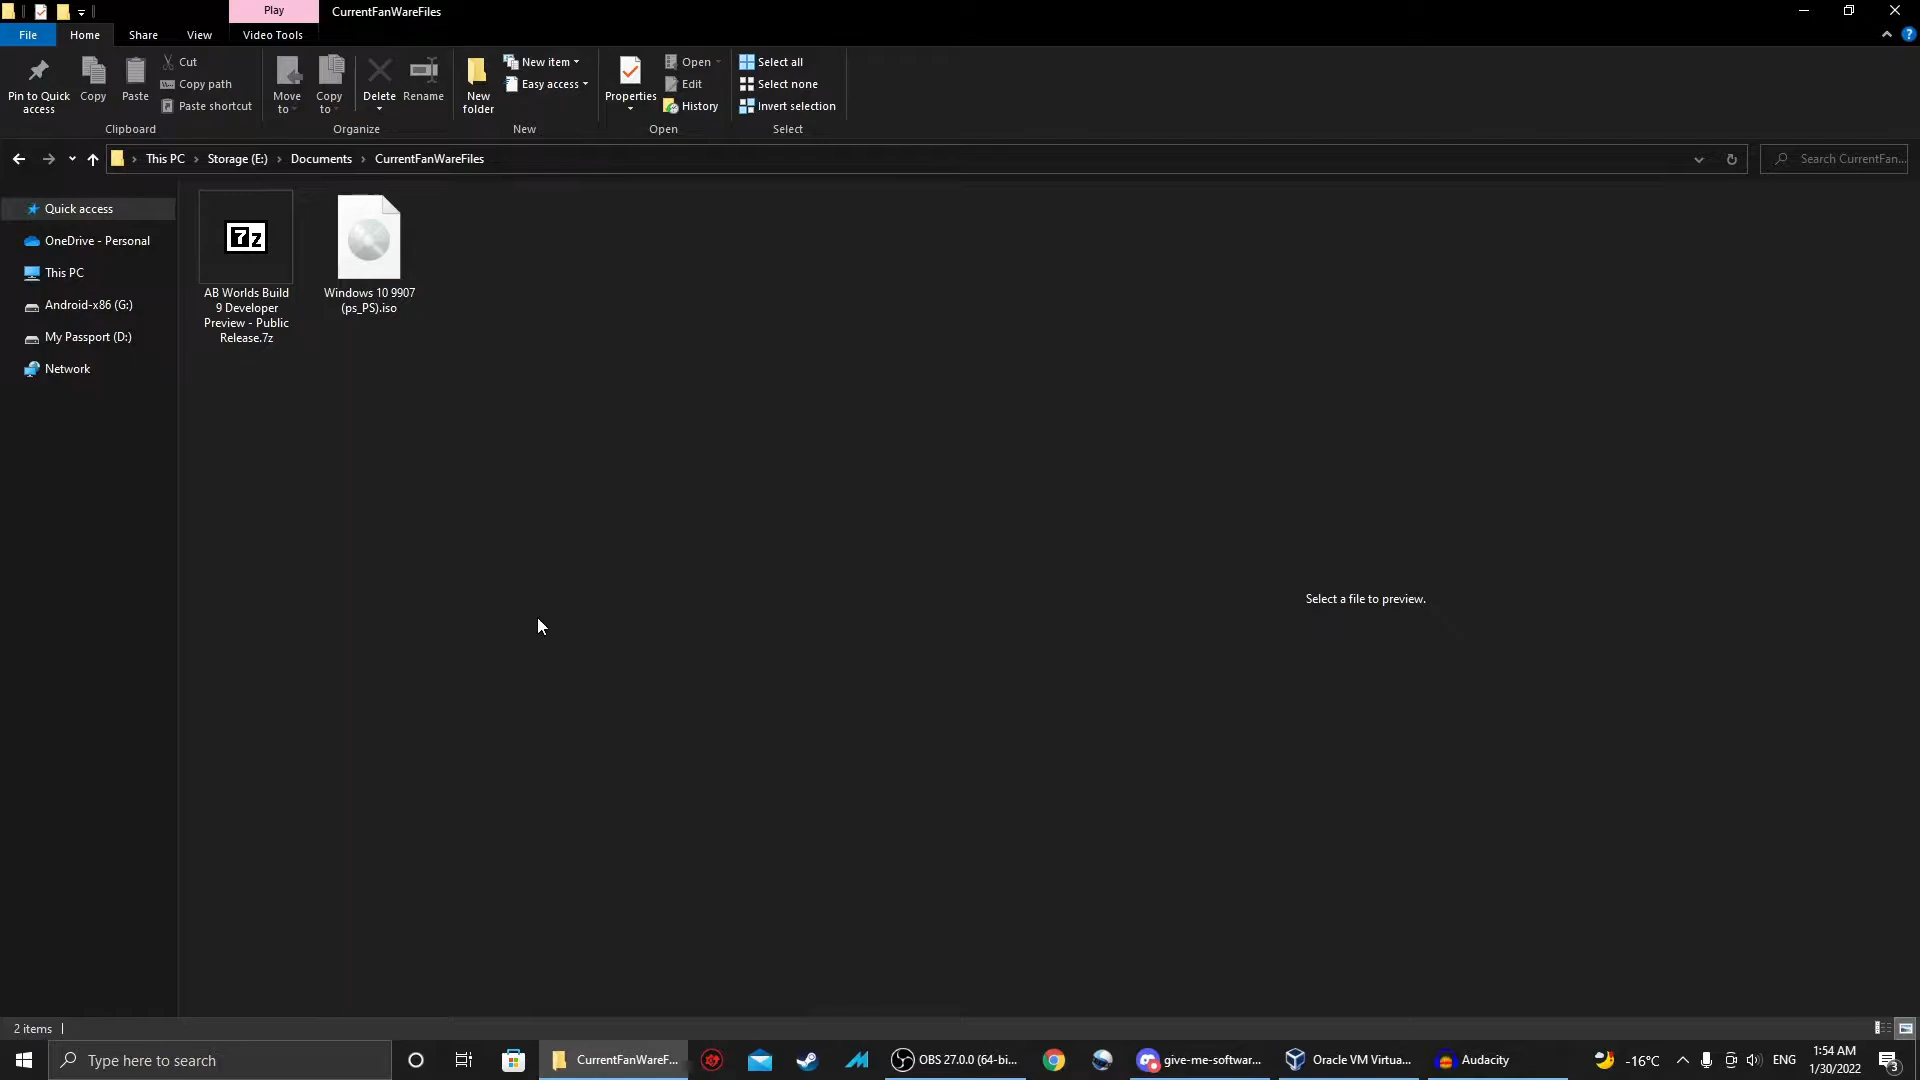 Play
CurrentFanWareFiles
File
Home
Share
View
Video Tools
Pin to Quick
access
Copy
Paste
Cut
Copy path
Paste shortcut
Clipboard
Move
to
Copy
to
Delete
Rename
Organize
New
folder
New item
Easy access
New
Properties
Open
Edit
History
Open
Select all
Select none
Invert selection
Select
This PC
Storage (E:)
Documents
CurrentFanWareFiles
Search CurrentFan...
Quick access
OneDrive - Personal
This PC
Android-x86 (G:)
My Passport (D:)
Network
7z
AB Worlds Build
9 Developer
Preview - Public
Release.7z
Windows 10 9907
(ps_PS).iso
Select a file to preview.
2 items
Type here to search
CurrentFanWareF...
OBS 27.0.0 (64-bi...
give-me-softwar...
Oracle VM Virtua...
Audacity
-16°C
ENG
1:54 AM
1/30/2022
3